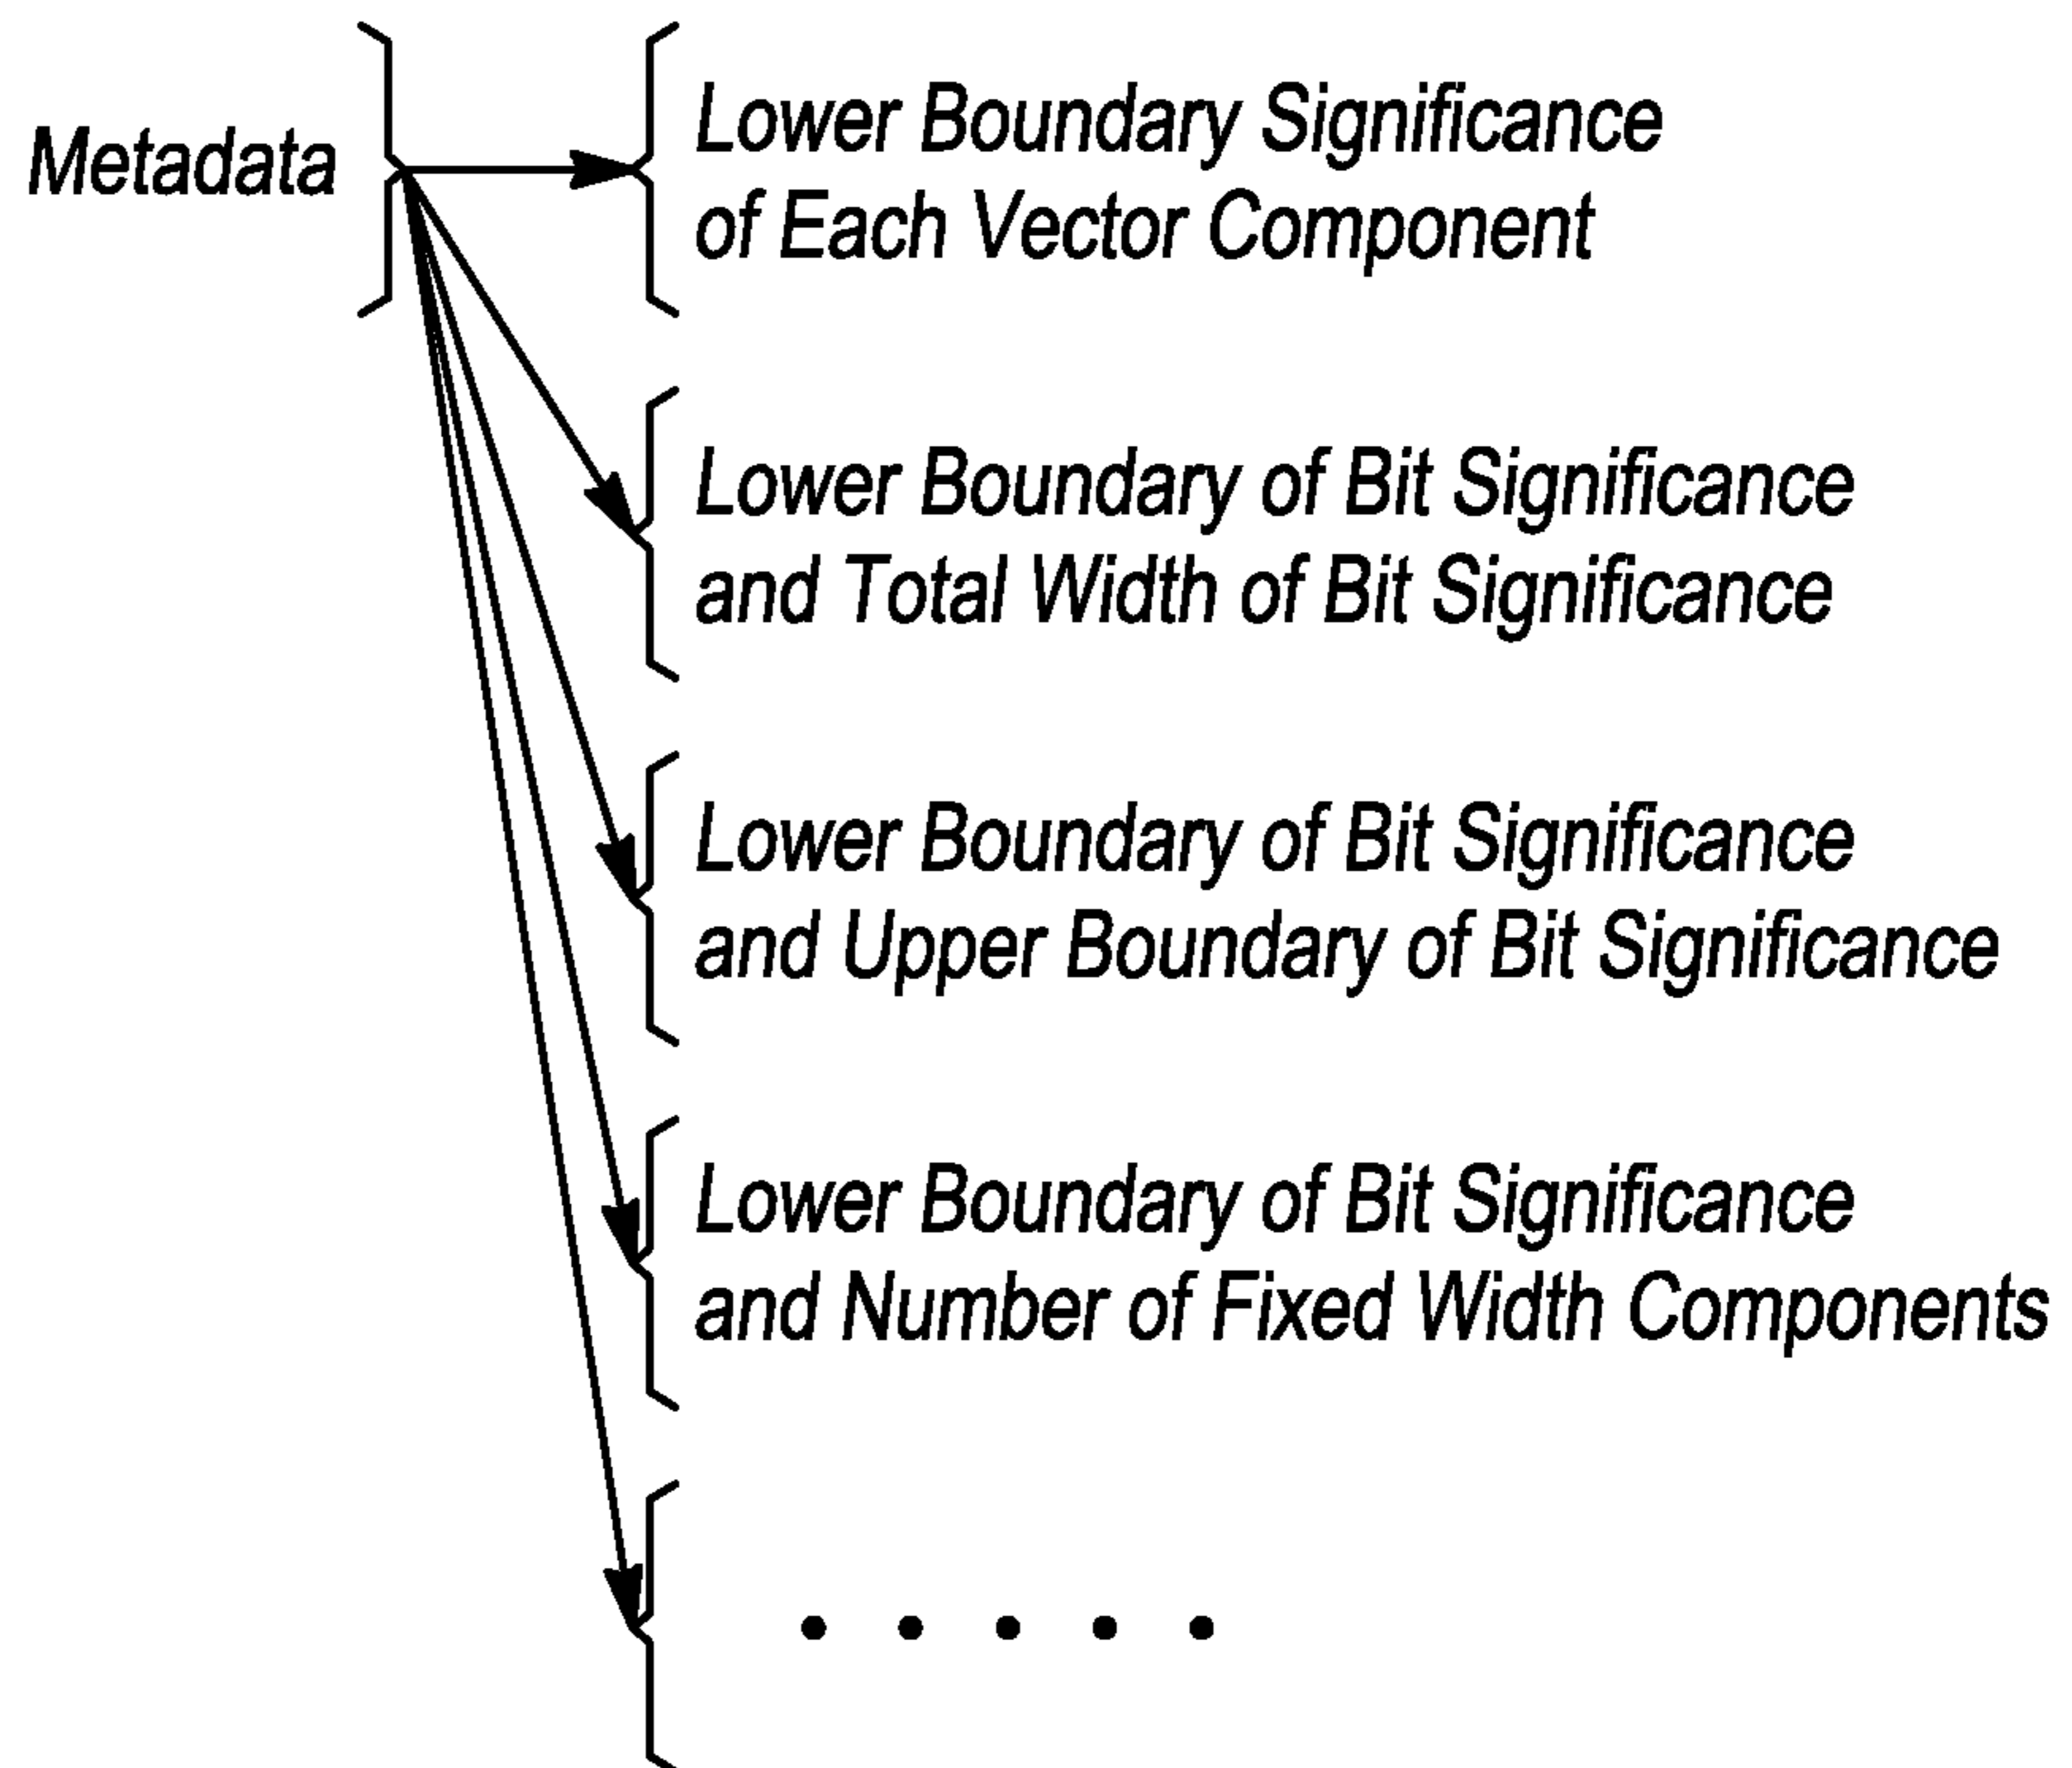 Metadata
Lower Boundary Significance
of Each Vector Component
Lower Boundary of Bit Significance
and Total Width of Bit Significance
Lower Boundary of Bit Significance
and Upper Boundary of Bit Significance
Lower Boundary of Bit Significance
and Number of Fixed Width Components
. . . . .